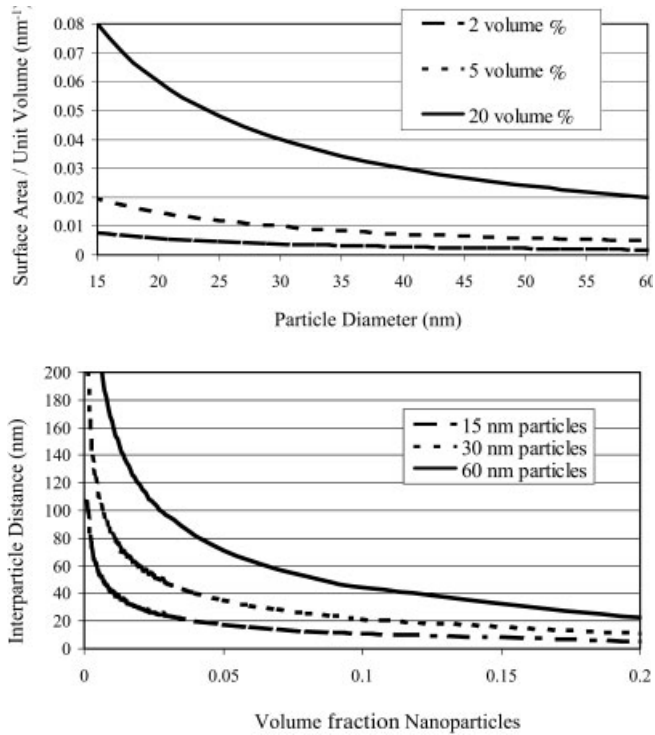 Surface Area / Unit Volume (nm⁻¹)
0.08
0.07
0.06
0.05
0.04
0.03
0.02
0.01
0
2 volume %
5 volume %
20 volume %
15 20 25 30 35 40 45 50 55 60
Particle Diameter (nm)
Interparticle Distance (nm)
200
180
160
140
120
100
80
60
40
20
0
15 nm particles
30 nm particles
60 nm particles
0 0.05 0.1 0.15 0.2
Volume fraction Nanoparticles